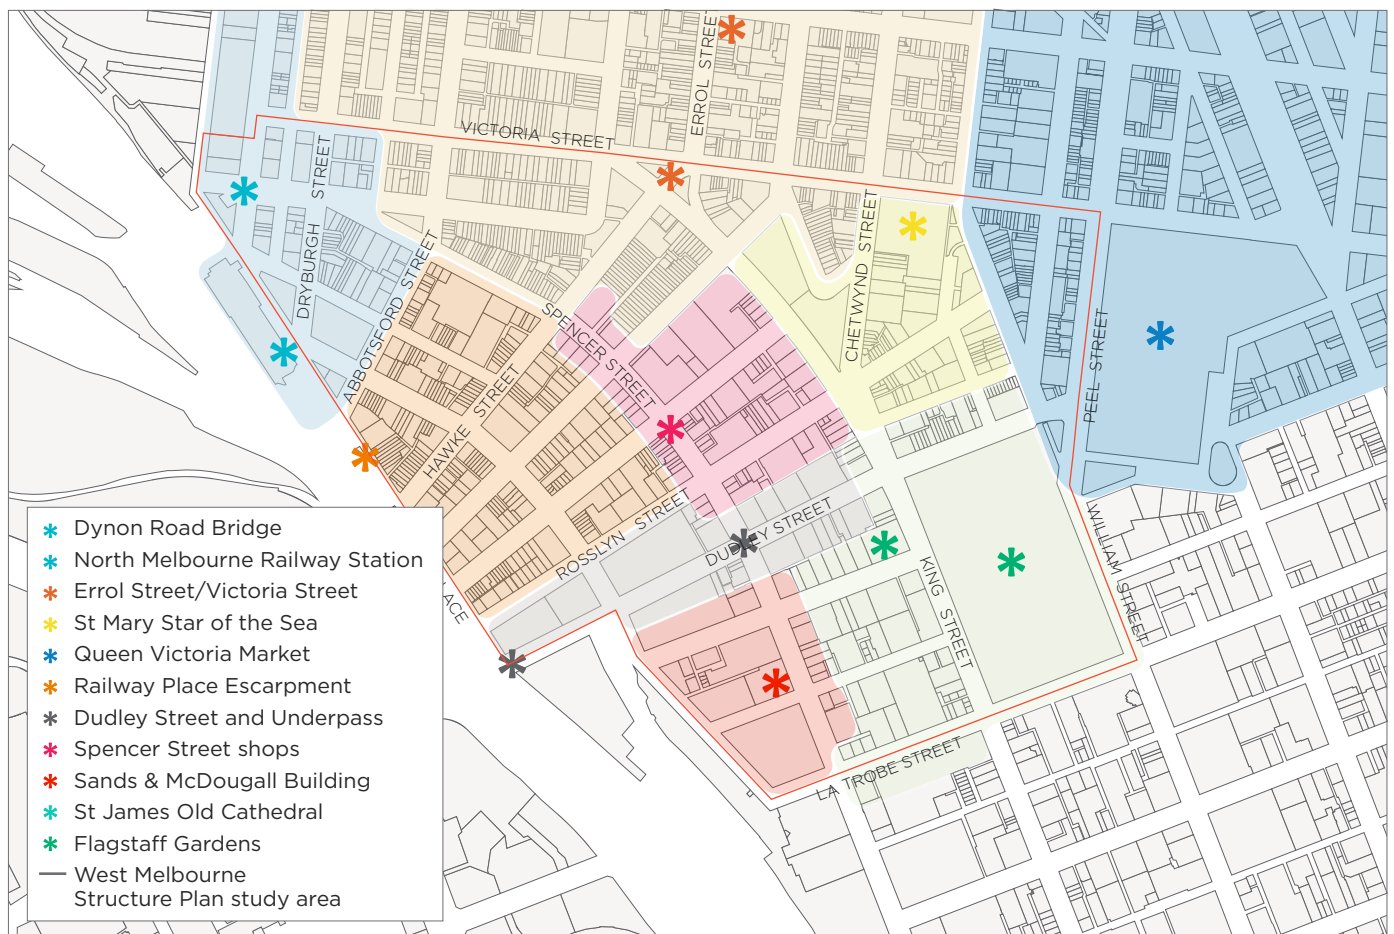 ERROL STREE
VICTORIA STREET
DRYBURGH STREET
ABBOTSFORD STREET
CHETWYND STREET
SPENCER STREET
HAWKE STREET
PEEL STREET
ROSSLYN STREET
DUDLEY STREET
KING STREET
WILLIAM STREET
LACE
LA TROBE STREET
Dynon Road Bridge
North Melbourne Railway Station
Errol Street/Victoria Street
St Mary Star of the Sea
Queen Victoria Market
Railway Place Escarpment
Dudley Street and Underpass
Spencer Street shops
Sands & McDougall Building
St James Old Cathedral
Flagstaff Gardens
West Melbourne
Structure Plan study area